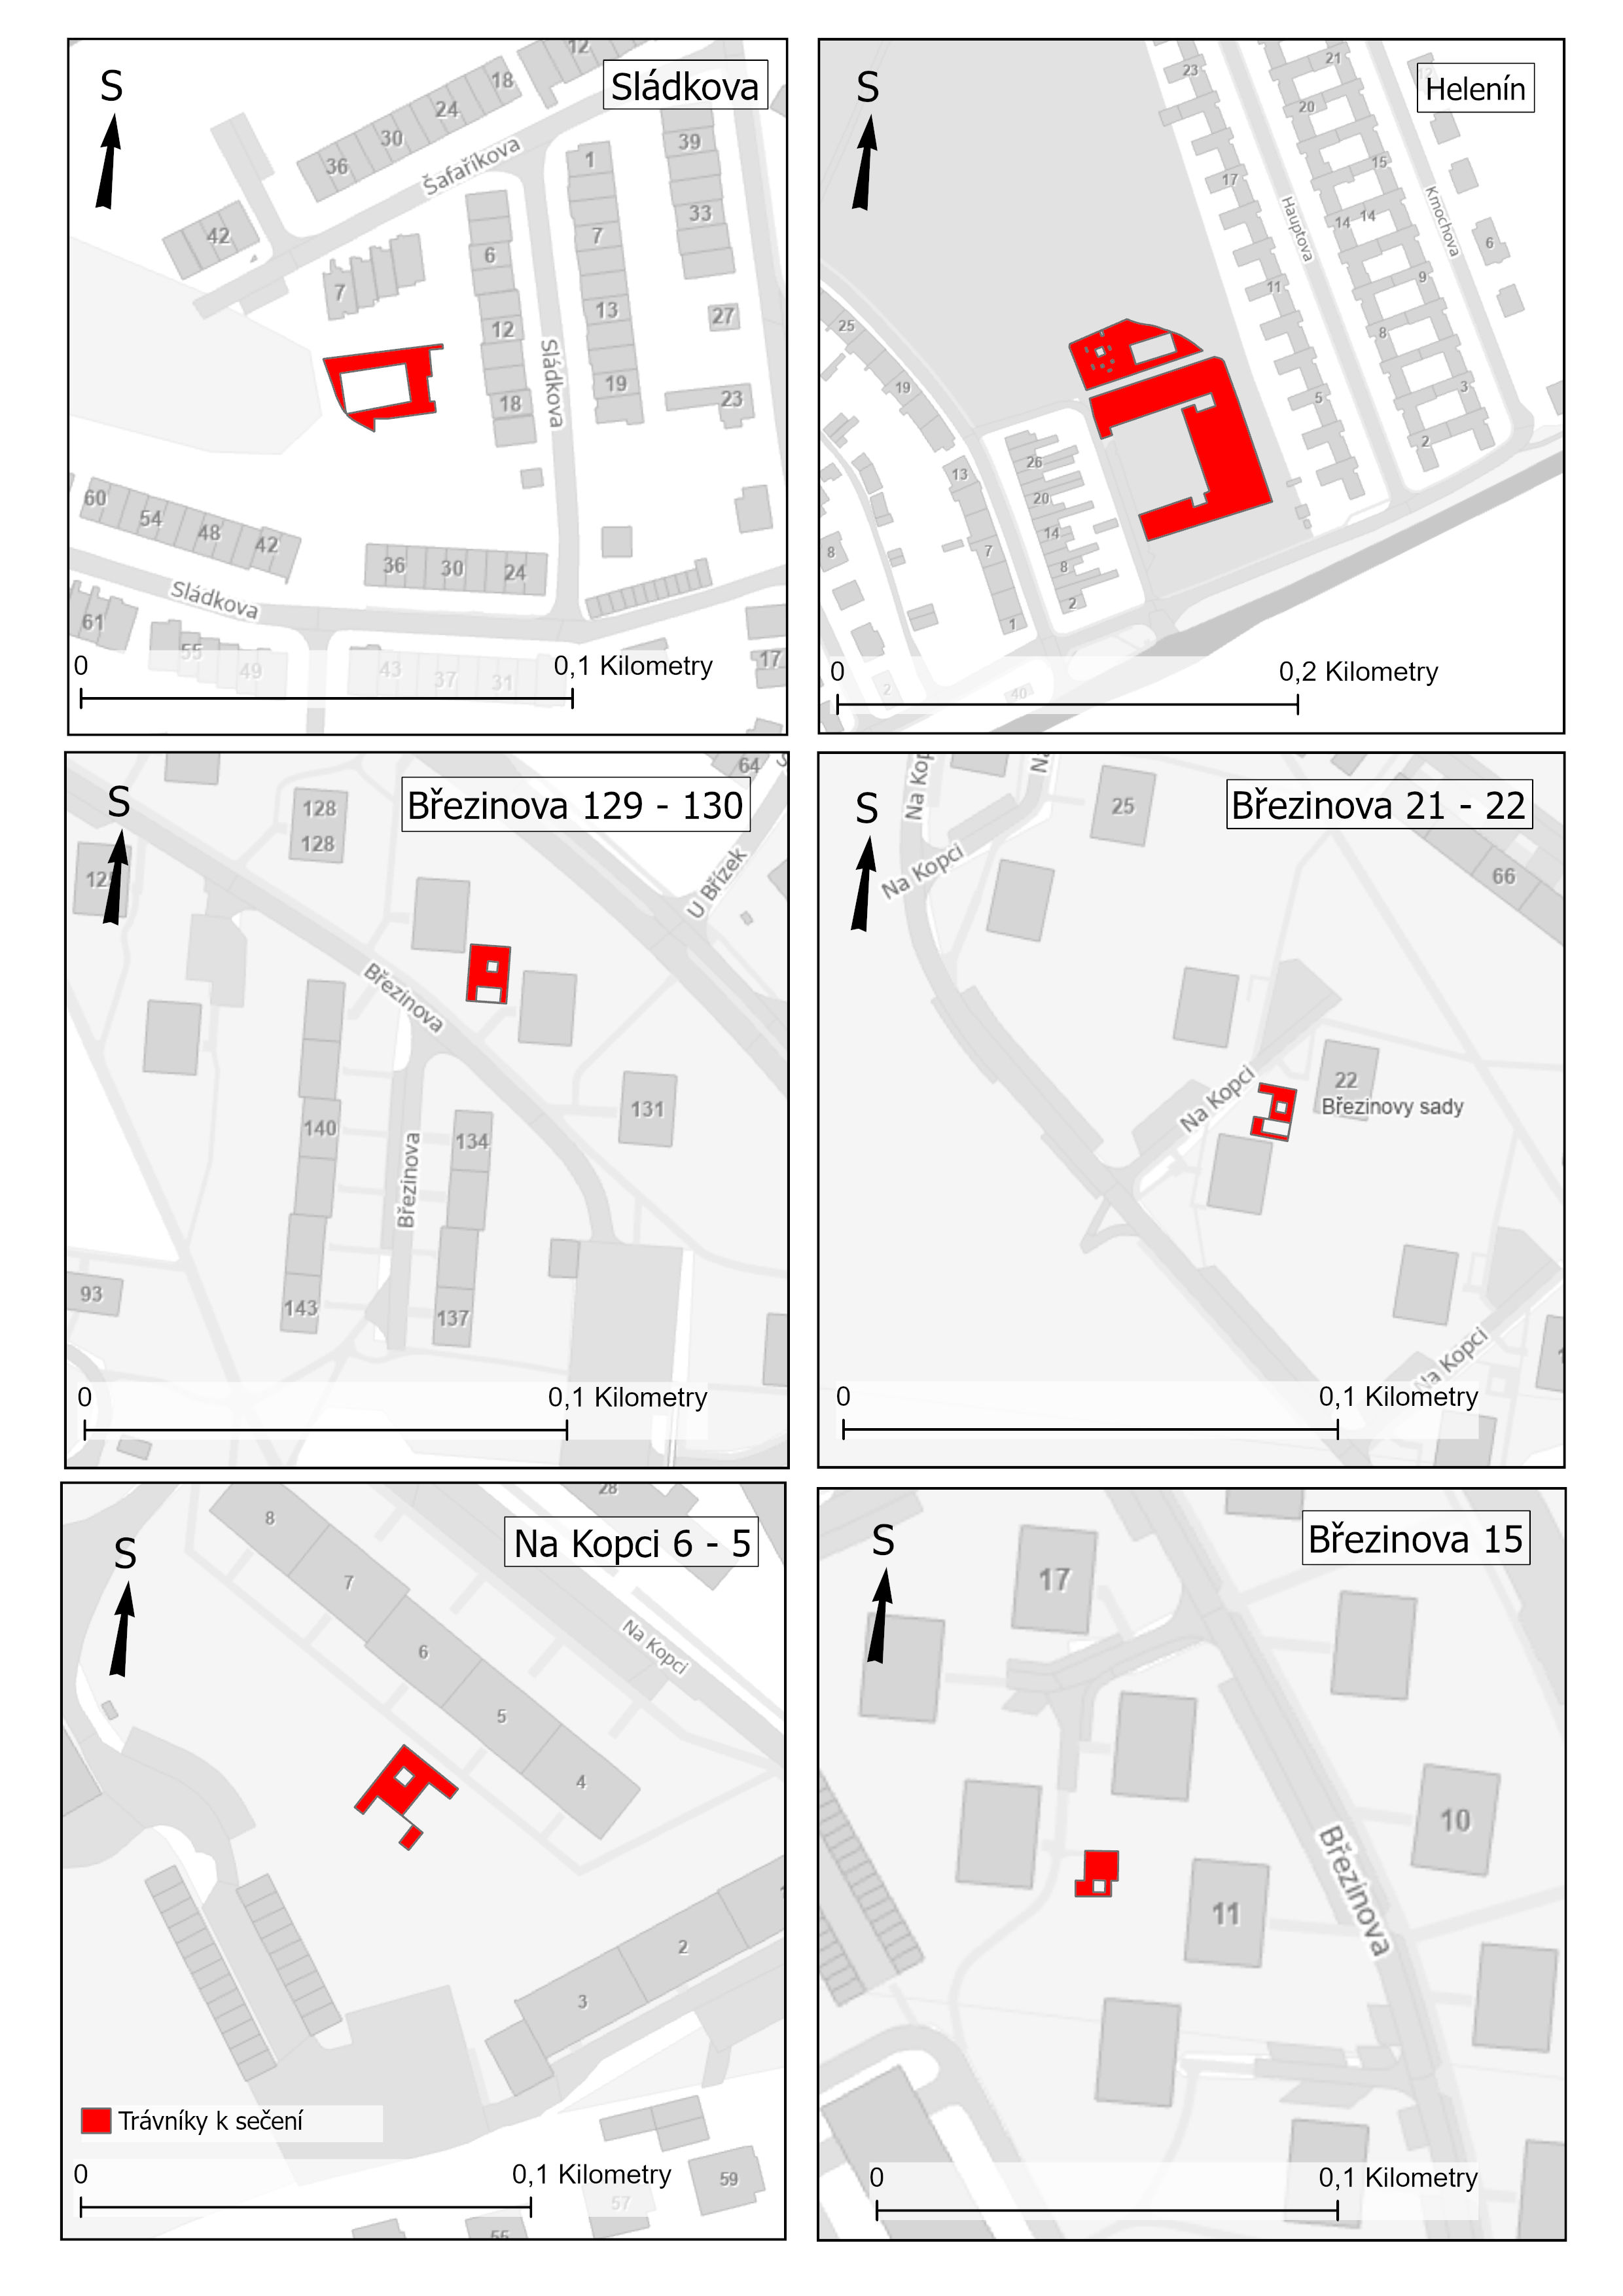 Sládkova
S
12
18
24
30
36
Šafaříkova
42
7
6
12
18
1
7
13
19
39
33
27
23
Sládkova
60
54
48
42
36
30
24
Sládkova
61
55
49
43
37
31
17
0
0,1 Kilometry
Helenín
S
23
21
20
17
15
14
14
Hauptova
Krnochova
6
11
9
8
5
3
2
25
19
13
26
20
14
8
2
7
1
8
2
40
0
0,2 Kilometry
Březinova 129 - 130
S
64
128
128
U Břízek
Březinova
131
140
134
Březinova
93
143
137
0
0,1 Kilometry
Březinova 21 - 22
S
Na Kopci
25
66
22
Březinovy sady
Na Kopci
Na Kopci
0
0,1 Kilometry
Na Kopci 6 - 5
S
28
8
7
6
5
4
Na Kopci
2
3
Trávníky k sečení
59
57
0
0,1 Kilometry
Březinova 15
S
17
10
11
Březinova
0
0,1 Kilometry